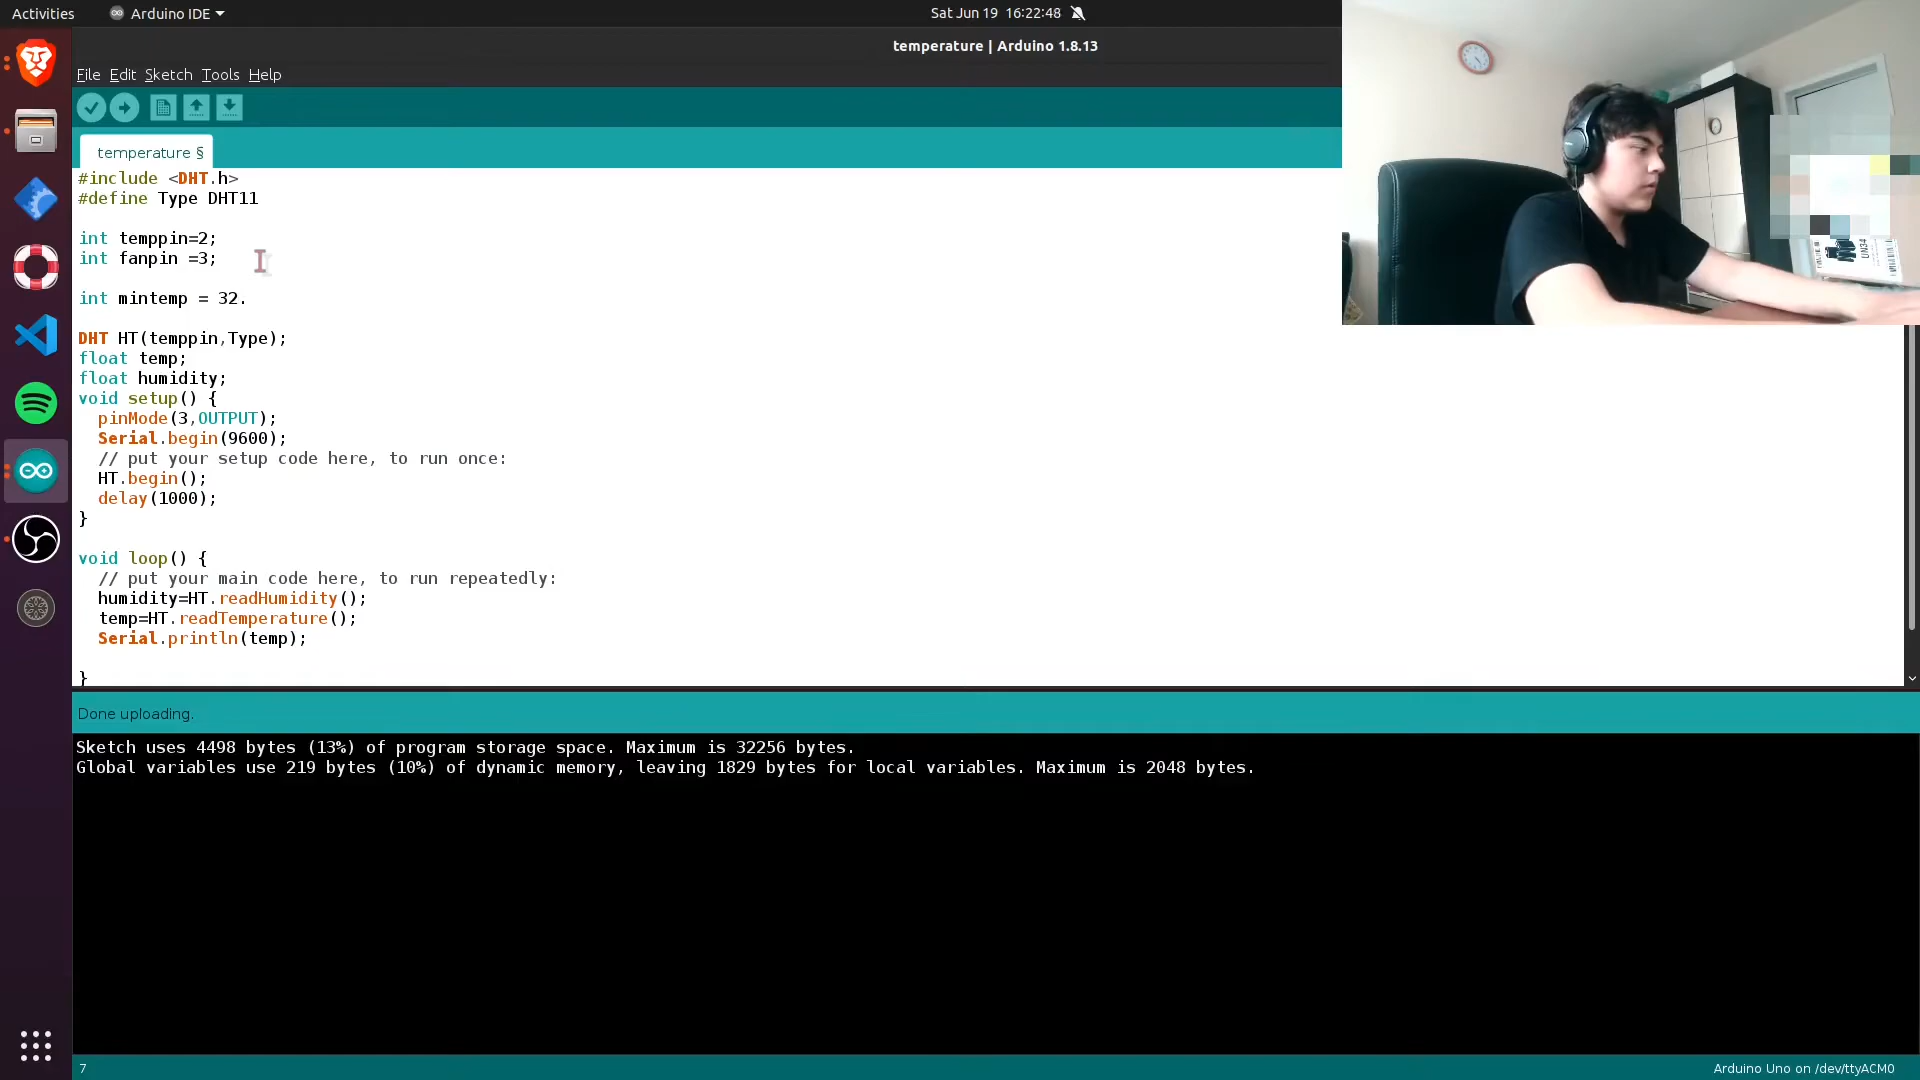 Activities
Arduino IDE
Sat Jun 19 16:22:48
temperature | Arduino 1.8.13
File Edit Sketch Tools Help
temperature §
#include <DHT.h>
#define Type DHT11
int temppin=2;
int fanpin =3;
int mintemp = 32.
DHT HT(temppin,Type);
float temp;
float humidity;
void setup() {
pinMode(3,OUTPUT);
Serial.begin(9600);
// put your setup code here, to run once:
HT.begin();
delay(1000);
}
void loop() {
// put your main code here, to run repeatedly:
humidity=HT.readHumidity();
temp=HT.readTemperature();
Serial.println(temp);
}
Done uploading.
Sketch uses 4498 bytes (13%) of program storage space. Maximum is 32256 bytes.
Global variables use 219 bytes (10%) of dynamic memory, leaving 1829 bytes for local variables. Maximum is 2048 bytes.
7
Arduino Uno on /dev/ttyACM0